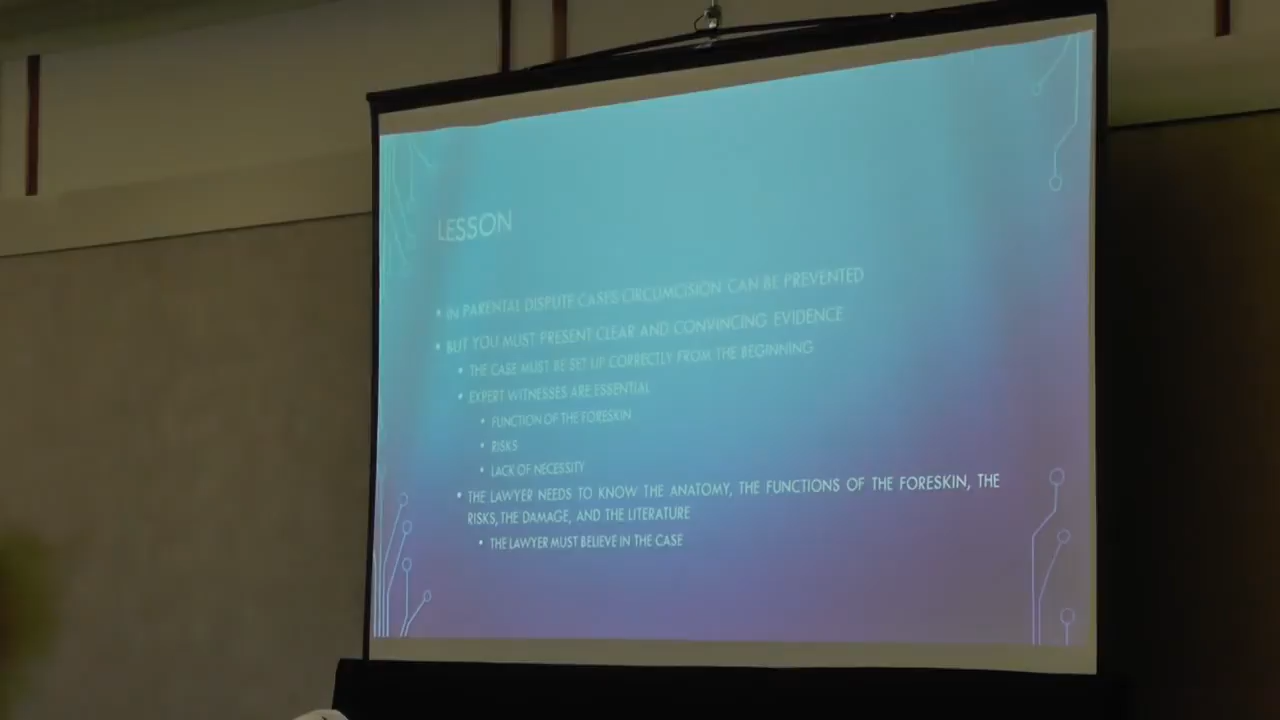 LESSON
• IN PARENTAL DISPUTE CASES CIRCUMCISION CAN BE PREVENTED
• BUT YOU MUST PRESENT CLEAR AND CONVINCING EVIDENCE
• THE CASE MUST BE SET UP CORRECTLY FROM THE BEGINNING
• EXPERT WITNESSES ARE ESSENTIAL
• FUNCTION OF THE FORESKIN
• RISKS
• LACK OF NECESSITY
• THE LAWYER NEEDS TO KNOW THE ANATOMY, THE FUNCTIONS OF THE FORESKIN, THE
RISKS, THE DAMAGE, AND THE LITERATURE
• THE LAWYER MUST BELIEVE IN THE CASE